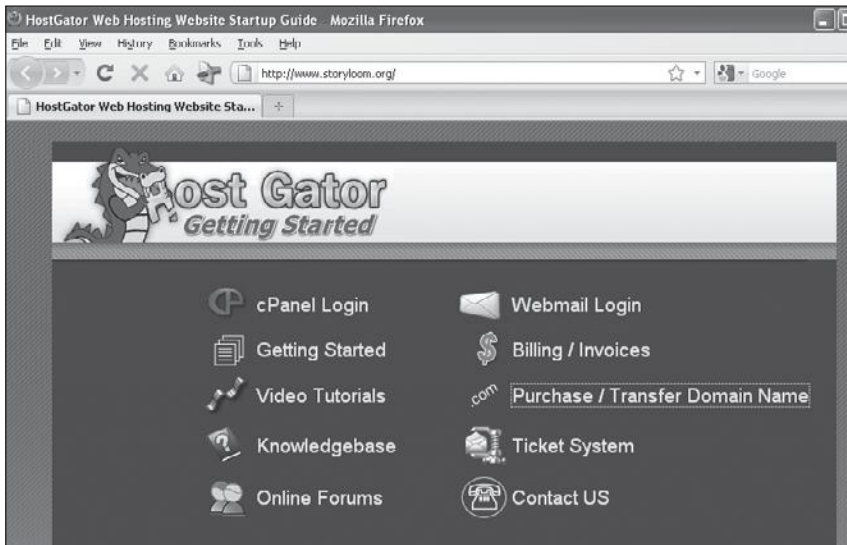 HostGator Web Hosting Website Startup Guide - Mozilla Firefox
File Edit View History Bookmarks Tools Help
http://www.storyloom.org/
Google
HostGator Web Hosting Website Sta...
Host Gator
Getting Started
cPanel Login
Webmail Login
Getting Started
Billing / Invoices
Video Tutorials
.com
Purchase / Transfer Domain Name
Knowledgebase
Ticket System
Online Forums
Contact US